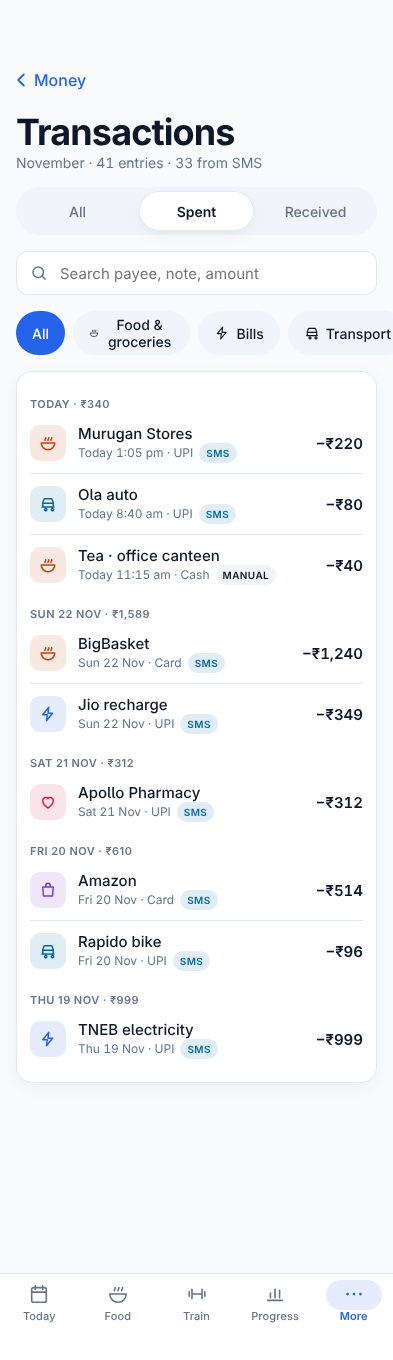 Money
Transactions
November · 41 entries · 33 from SMS
All Spent Received
Search payee, note, amount
All Food & groceries Bills Transport
TODAY · ₹340
Murugan Stores
Today 1:05 pm · UPI SMS
−₹220
Ola auto
Today 8:40 am · UPI SMS
−₹80
Tea · office canteen
Today 11:15 am · Cash MANUAL
−₹40
SUN 22 NOV · ₹1,589
BigBasket
Sun 22 Nov · Card SMS
−₹1,240
Jio recharge
Sun 22 Nov · UPI SMS
−₹349
SAT 21 NOV · ₹312
Apollo Pharmacy
Sat 21 Nov · UPI SMS
−₹312
FRI 20 NOV · ₹610
Amazon
Fri 20 Nov · Card SMS
−₹514
Rapido bike
Fri 20 Nov · UPI SMS
−₹96
THU 19 NOV · ₹999
TNEB electricity
Thu 19 Nov · UPI SMS
−₹999
Today Food Train Progress More